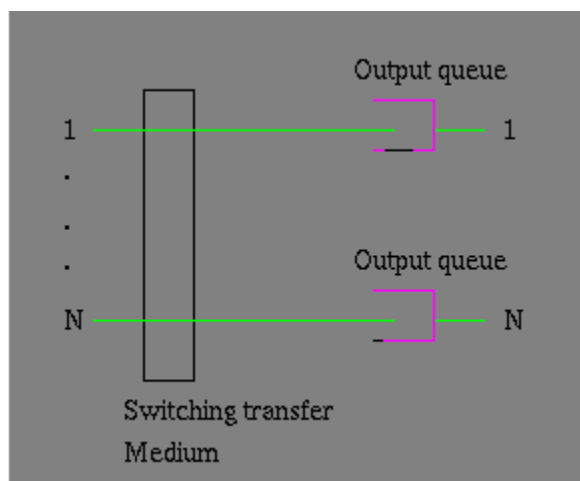 Output queue
1
1
.
.
.
Output queue
N
N
Switching transfer
Medium